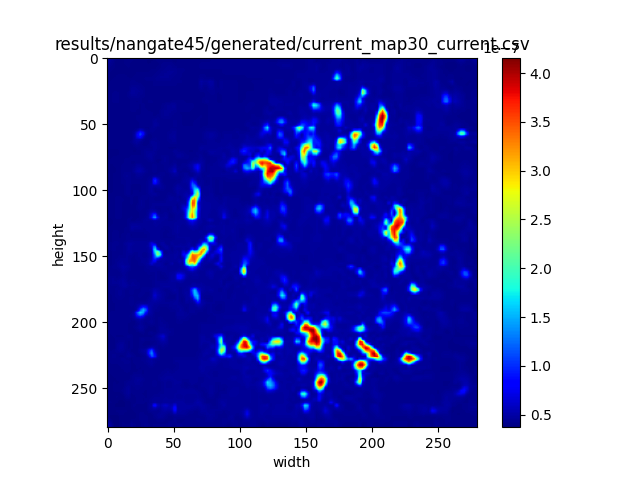 results/nangate45/generated/current_map30_current.csv
1e−7
0
50
100
150
200
250
height
0 50 100 150 200 250
width
4.0
3.5
3.0
2.5
2.0
1.5
1.0
0.5